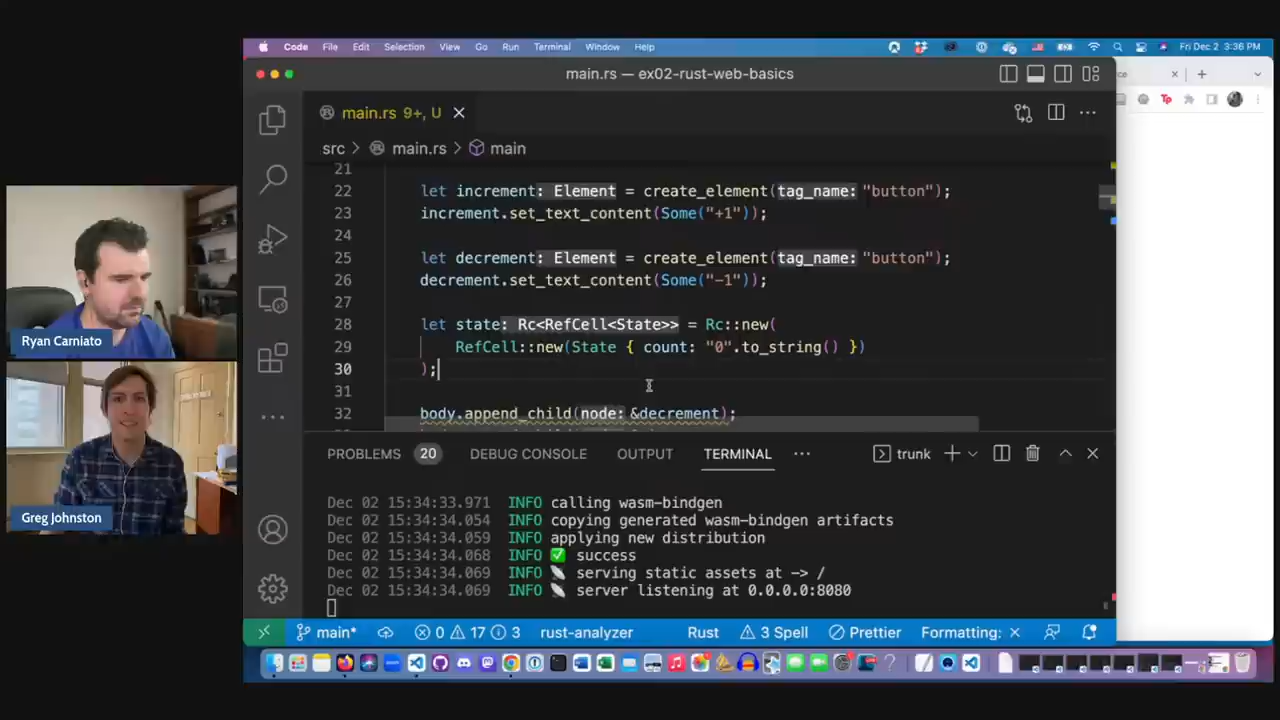 Code File Edit Selection View Go Run Terminal Window Help Fri Dec 2 3:36 PM
main.rs — ex02-rust-web-basics
main.rs 9+, U
src > main.rs > main
21
22 let increment: Element = create_element(tag_name: "button");
23 increment.set_text_content(Some("+1"));
24
25 let decrement: Element = create_element(tag_name: "button");
26 decrement.set_text_content(Some("-1"));
27
28 let state: Rc<RefCell<State>> = Rc::new(
29 RefCell::new(State { count: "0".to_string() })
30 );
31
32 body.append_child(node: &decrement);
PROBLEMS 20 DEBUG CONSOLE OUTPUT TERMINAL trunk
Dec 02 15:34:33.971 INFO calling wasm-bindgen
Dec 02 15:34:34.054 INFO copying generated wasm-bindgen artifacts
Dec 02 15:34:34.059 INFO applying new distribution
Dec 02 15:34:34.068 INFO ✅ success
Dec 02 15:34:34.069 INFO 📡 serving static assets at -> /
Dec 02 15:34:34.069 INFO 📡 server listening at 0.0.0.0:8080
main* 0 17 3 rust-analyzer Rust 3 Spell Prettier Formatting: ×
Ryan Carniato
Greg Johnston
Tp